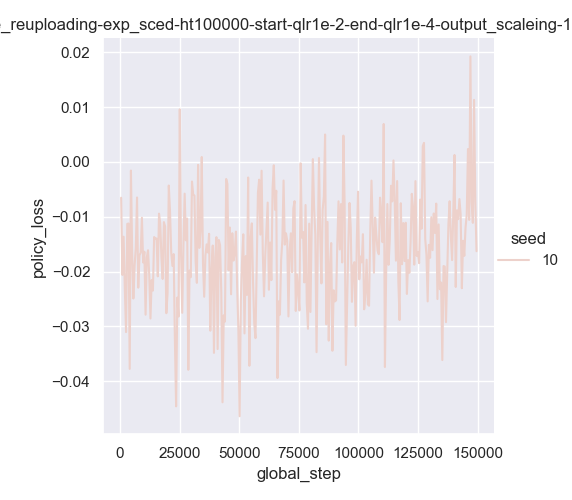 _reuploading-exp_sced-ht100000-start-qlr1e-2-end-qlr1e-4-output_scaleing-1
0.02
0.01
0.00
−0.01
−0.02
−0.03
−0.04
policy_loss
0 25000 50000 75000 100000 125000 150000
global_step
seed
10